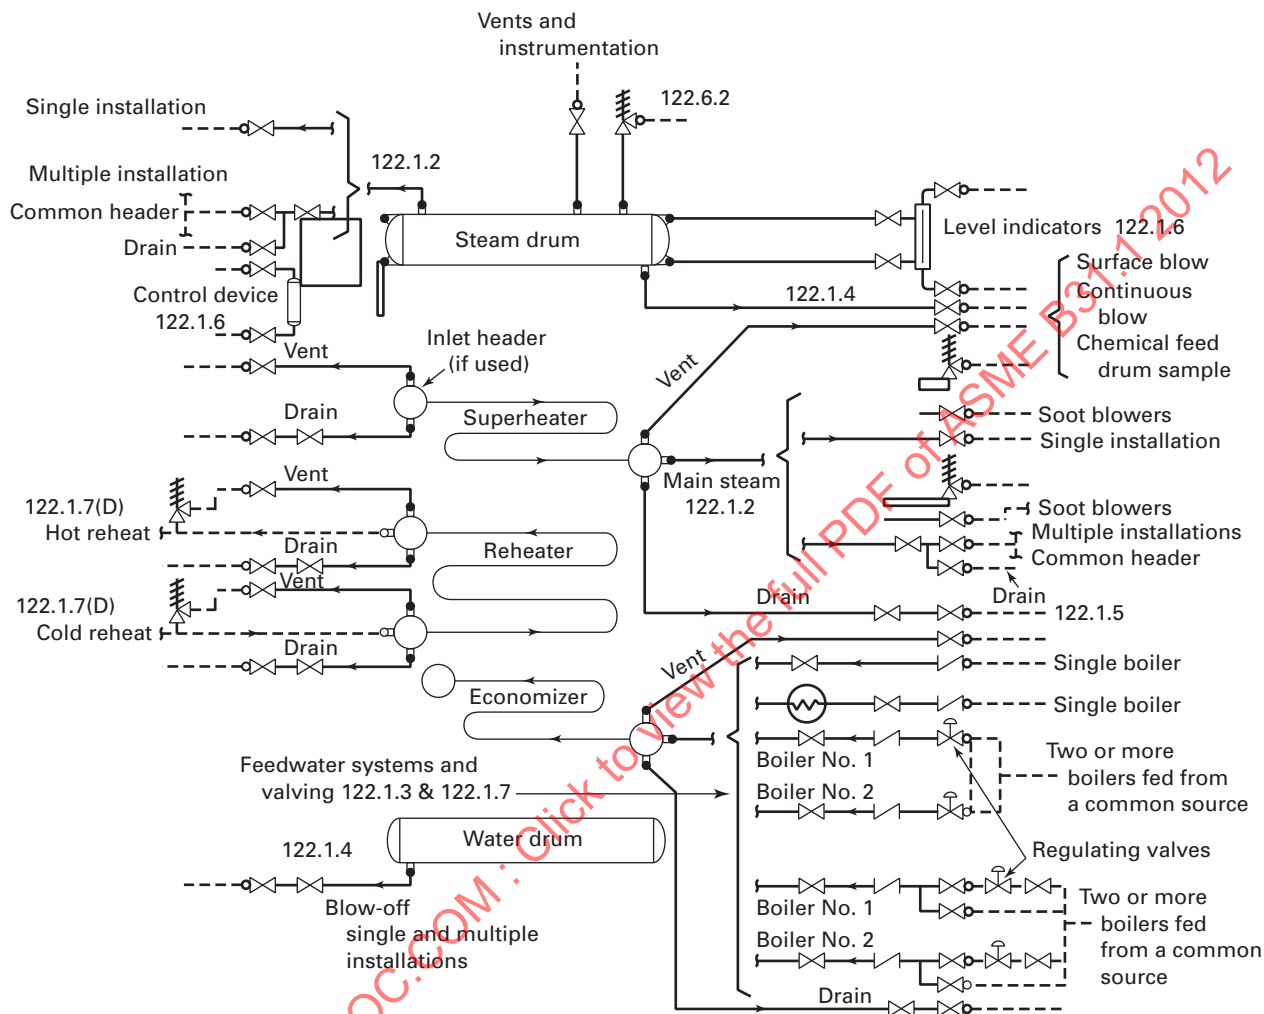 Vents and
instrumentation
Single installation
122.6.2
122.1.2
Multiple installation
Common header
Drain
Steam drum
Level indicators 122.1.6
Control device
122.1.6
122.1.4
Surface blow
Continuous
blow
Chemical feed
drum sample
Vent
Inlet header
(if used)
Vent
Drain
Superheater
Soot blowers
Single installation
Main steam
122.1.2
Vent
122.1.7(D)
Hot reheat
Drain
Reheater
Soot blowers
Multiple installations
Common header
Drain
Vent
122.1.7(D)
Cold reheat
Drain
Drain
122.1.5
Vent
Single boiler
Economizer
Single boiler
Feedwater systems and
valving 122.1.3 & 122.1.7
Boiler No. 1
Boiler No. 2
Two or more
boilers fed from
a common source
Water drum
Regulating valves
122.1.4
Blow-off
single and multiple
installations
Boiler No. 1
Boiler No. 2
Two or more
boilers fed
from a common
source
Drain
OC.COM : Click to view the full PDF of ASME B31.1 2012